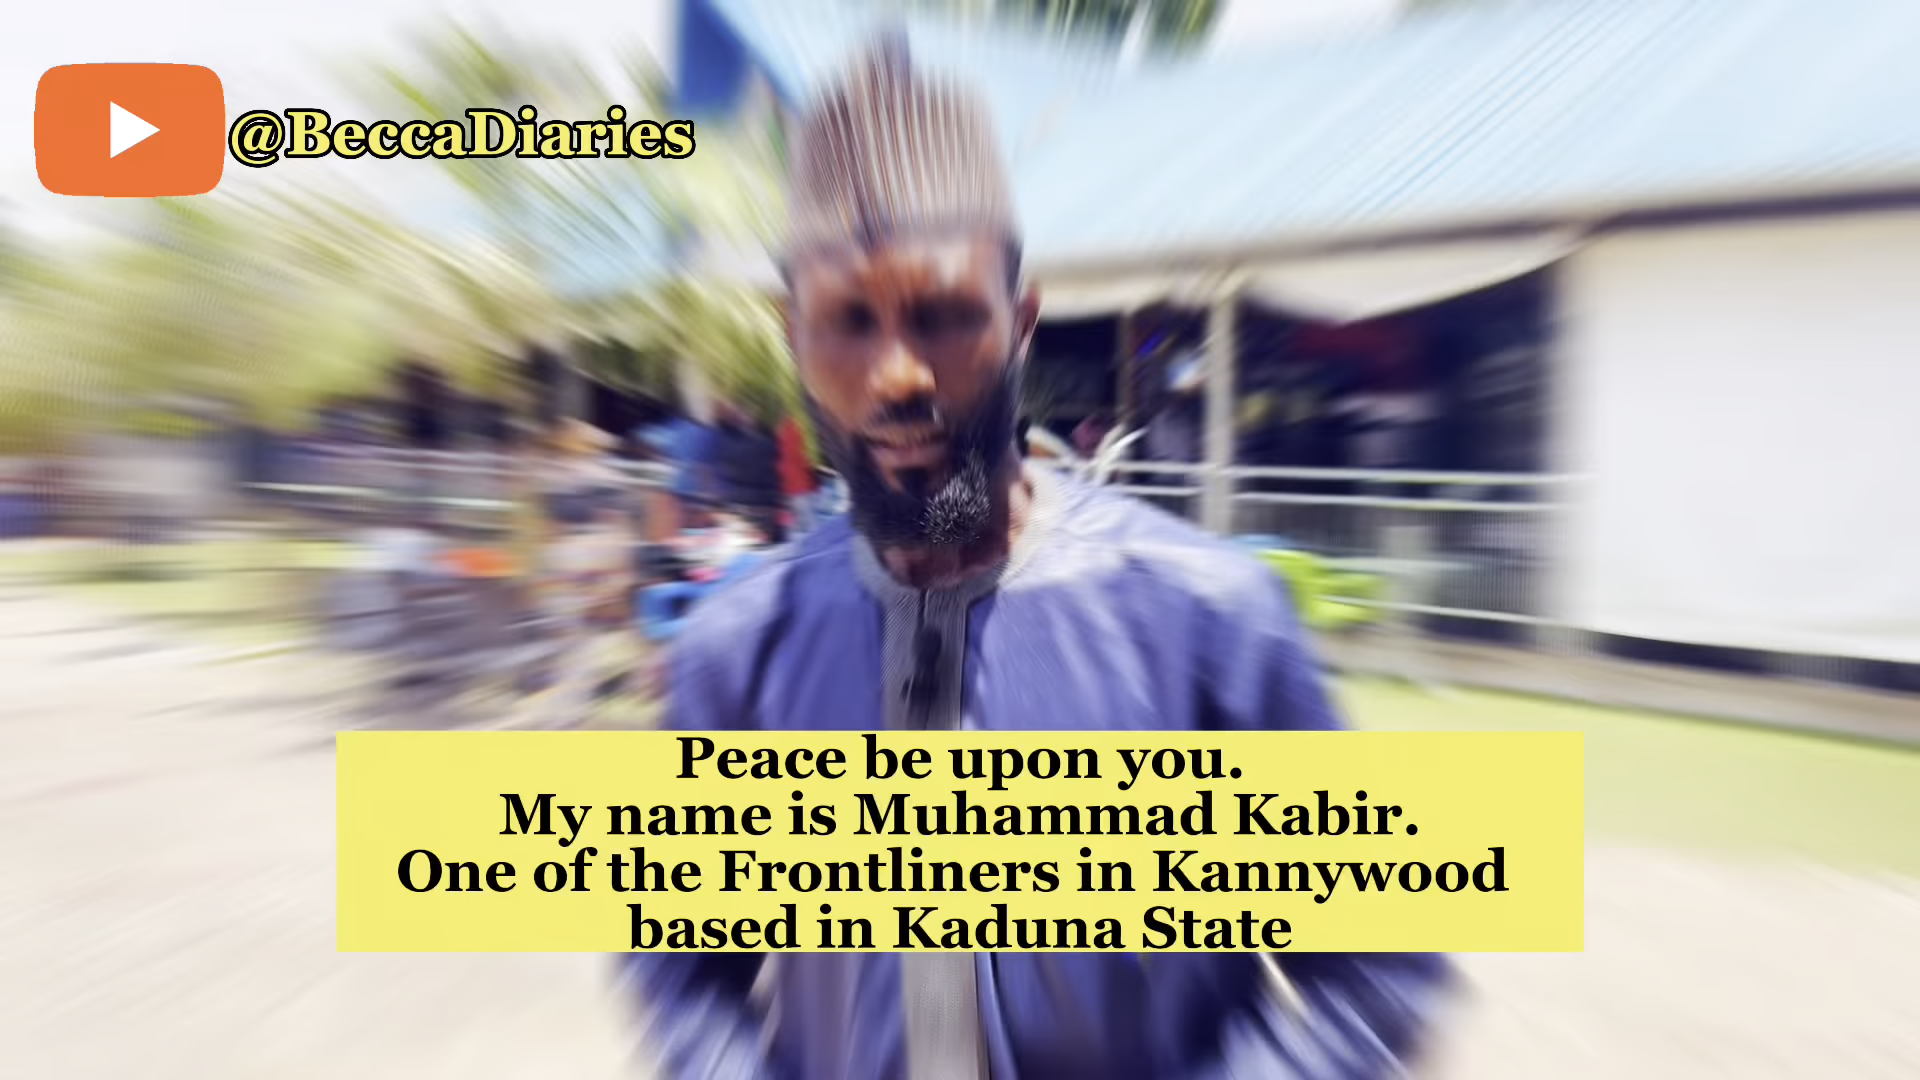 @BeccaDiaries
Peace be upon you.
My name is Muhammad Kabir.
One of the Frontliners in Kannywood
based in Kaduna State